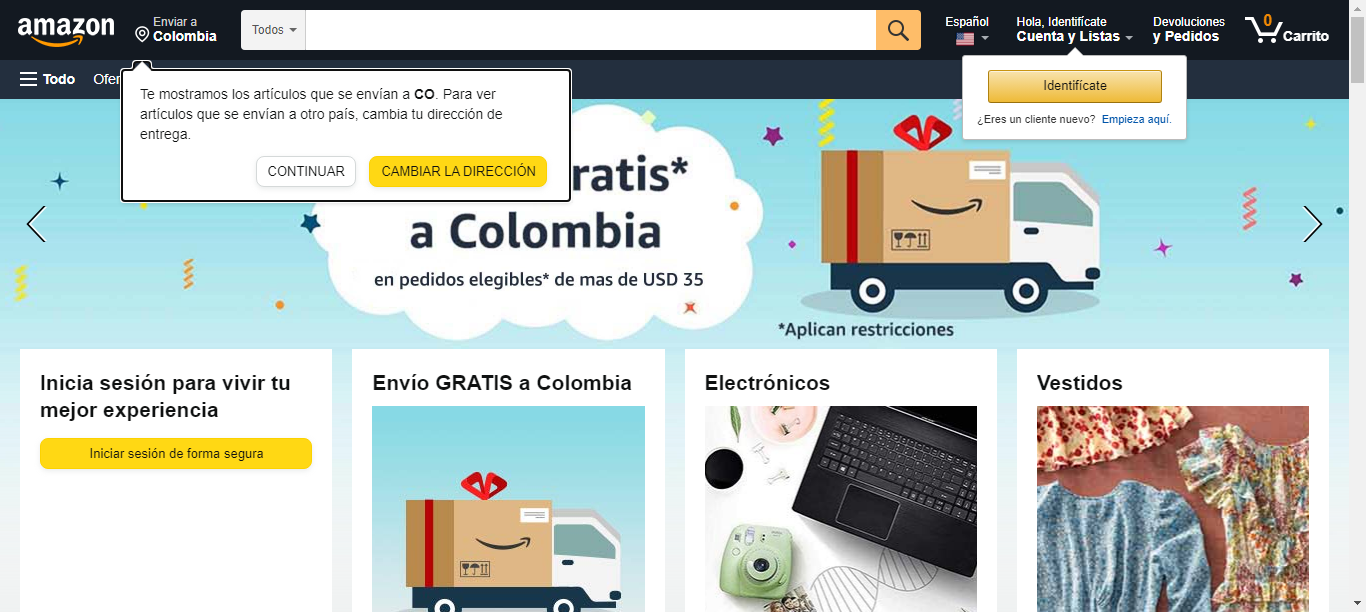 amazon
Enviar a
Colombia
Todos
Español
Hola, Identifícate
Cuenta y Listas
Devoluciones
y Pedidos
0
Carrito
Todo
Ofer
Te mostramos los artículos que se envían a CO. Para ver
artículos que se envían a otro país, cambia tu dirección de
entrega.
CONTINUAR
CAMBIAR LA DIRECCIÓN
Identifícate
¿Eres un cliente nuevo? Empieza aquí.
ratis*
a Colombia
en pedidos elegibles* de mas de USD 35
*Aplican restricciones
Inicia sesión para vivir tu
mejor experiencia
Iniciar sesión de forma segura
Envío GRATIS a Colombia
Electrónicos
Vestidos